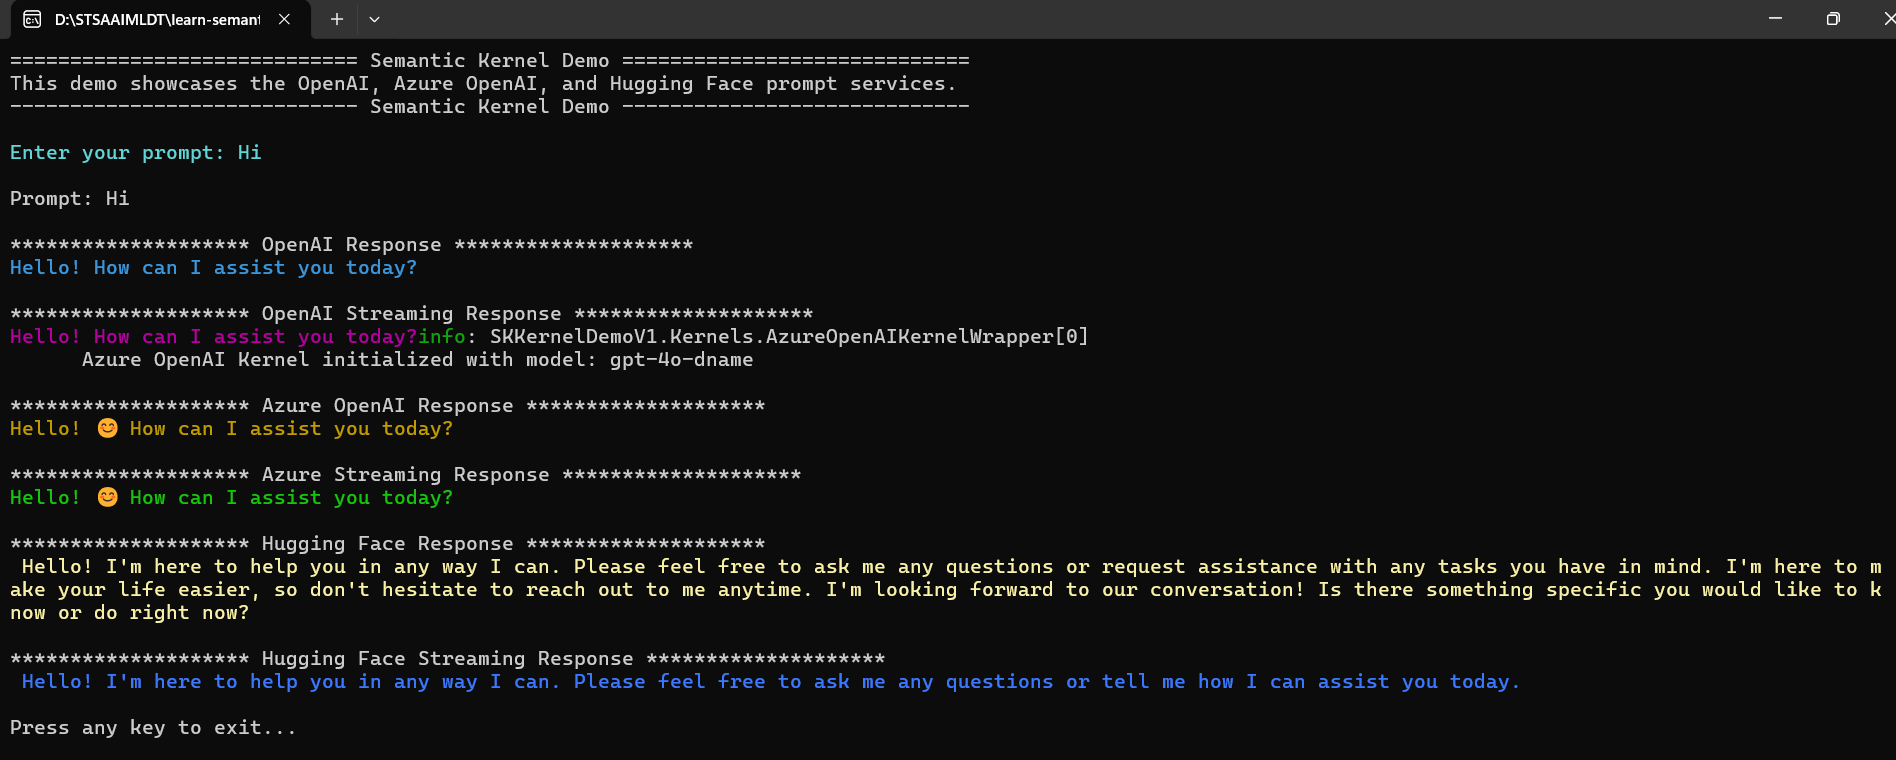 D:\STSAAIMLDT\learn-seman
============================= Semantic Kernel Demo =============================
This demo showcases the OpenAI, Azure OpenAI, and Hugging Face prompt services.
----------------------------- Semantic Kernel Demo -----------------------------
Enter your prompt: Hi
Prompt: Hi
******************** OpenAI Response ********************
Hello! How can I assist you today?
******************** OpenAI Streaming Response ********************
Hello! How can I assist you today?info: SKKernelDemoV1.Kernels.AzureOpenAIKernelWrapper[0]
Azure OpenAI Kernel initialized with model: gpt-4o-dname
******************** Azure OpenAI Response ********************
Hello! 😊 How can I assist you today?
******************** Azure Streaming Response ********************
Hello! 😊 How can I assist you today?
******************** Hugging Face Response ********************
Hello! I'm here to help you in any way I can. Please feel free to ask me any questions or request assistance with any tasks you have in mind. I'm here to m
ake your life easier, so don't hesitate to reach out to me anytime. I'm looking forward to our conversation! Is there something specific you would like to k
now or do right now?
******************** Hugging Face Streaming Response ********************
Hello! I'm here to help you in any way I can. Please feel free to ask me any questions or tell me how I can assist you today.
Press any key to exit...